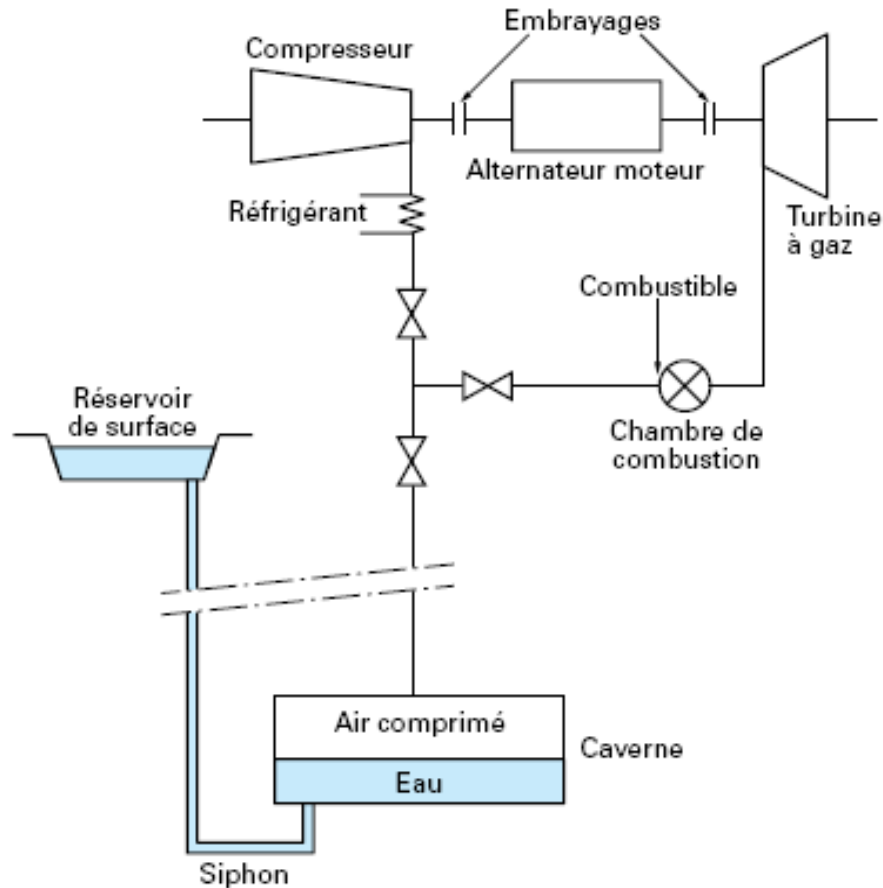 Embrayages
Compresseur
Alternateur moteur
Réfrigérant
Turbine
à gaz
Combustible
Réservoir
de surface
Chambre de
combustion
Air comprimé
Caverne
Eau
Siphon